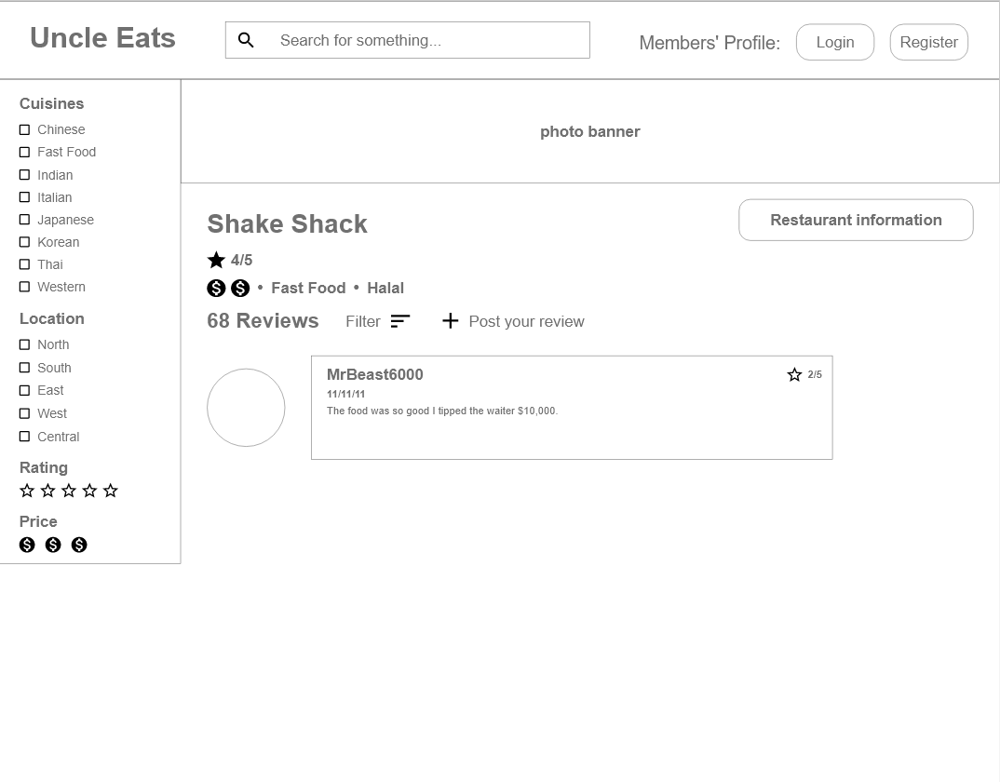 Uncle Eats
Search for something...
Members' Profile:
Login
Register
Cuisines
Chinese
Fast Food
Indian
Italian
Japanese
Korean
Thai
Western
Location
North
South
East
West
Central
Rating
Price
photo banner
Shake Shack
Restaurant information
4/5
• Fast Food • Halal
68 Reviews
Filter
Post your review
MrBeast6000
2/5
11/11/11
The food was so good I tipped the waiter $10,000.